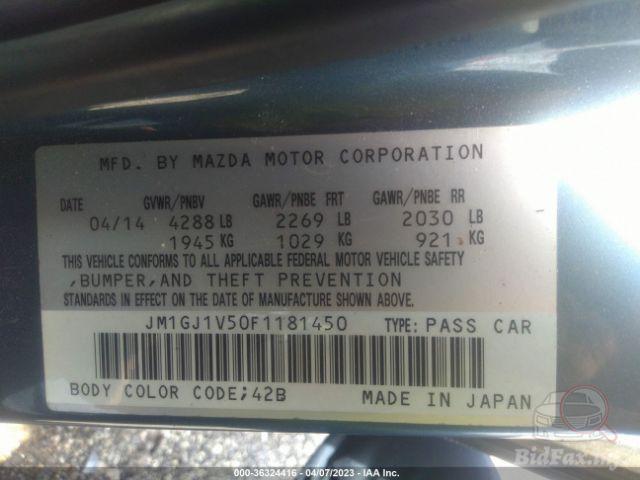 MFD. BY MAZDA MOTOR CORPORATION
DATE GVWR/PNBV GAWR/PNBE FRT GAWR/PNBE RR
04/14 4288 LB 2269 LB 2030 LB
1945 KG 1029 KG 921 KG
THIS VEHICLE CONFORMS TO ALL APPLICABLE FEDERAL MOTOR VEHICLE SAFETY
,BUMPER,AND THEFT PREVENTION
STANDARDS IN EFFECT ON THE DATE OF MANUFACTURE SHOWN ABOVE.
JM1GJ1V50F1181450 TYPE: PASS CAR
BODY COLOR CODE;42B MADE IN JAPAN
BidFax.by
000-36324416 - 04/07/2023 - IAA Inc.